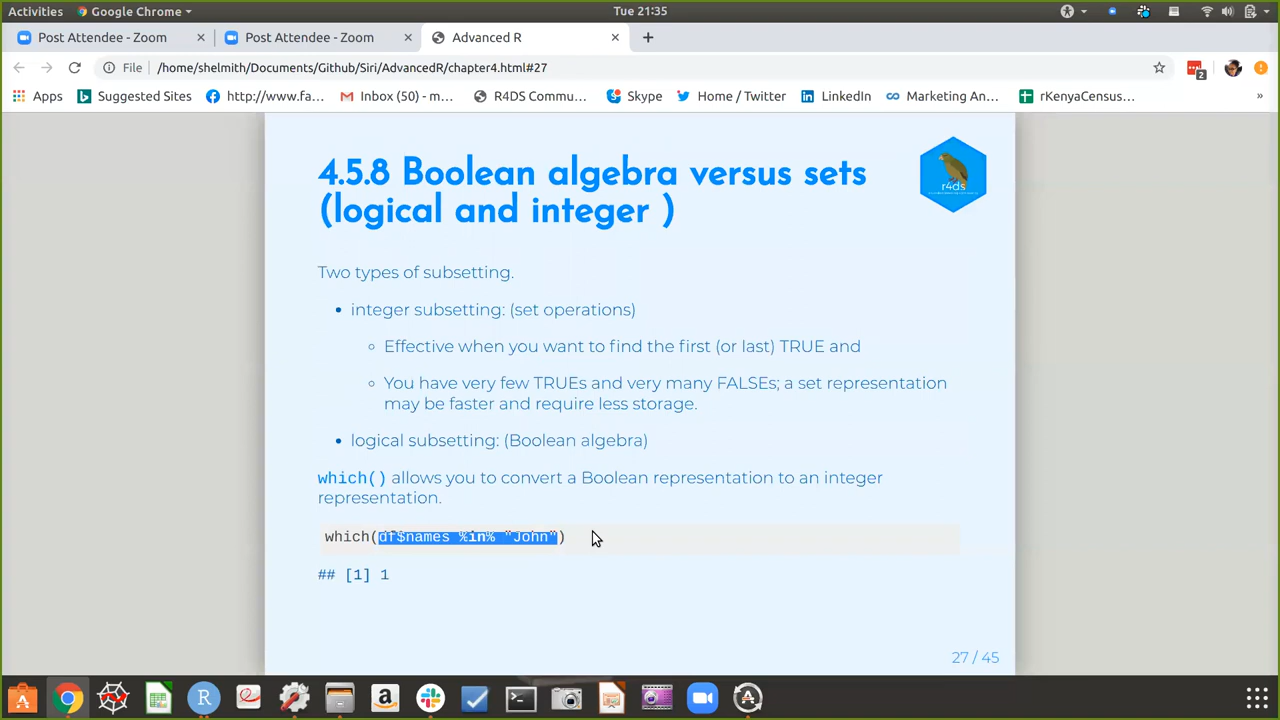 Activities Google Chrome Tue 21:35
Post Attendee - Zoom Post Attendee - Zoom Advanced R
File /home/shelmith/Documents/Github/Siri/AdvancedR/chapter4.html#27 2
Apps Suggested Sites http://www.fa... Inbox (50) - m... R4DS Commu... Skype Home / Twitter LinkedIn Marketing An... rKenyaCensus... »
4.5.8 Boolean algebra versus sets
(logical and integer )
r4ds
Two types of subsetting.
• integer subsetting: (set operations)
◦ Effective when you want to find the first (or last) TRUE and
◦ You have very few TRUEs and very many FALSEs; a set representation
may be faster and require less storage.
• logical subsetting: (Boolean algebra)
which() allows you to convert a Boolean representation to an integer
representation.
which(df$names %in% "John")
## [1] 1
27 / 45